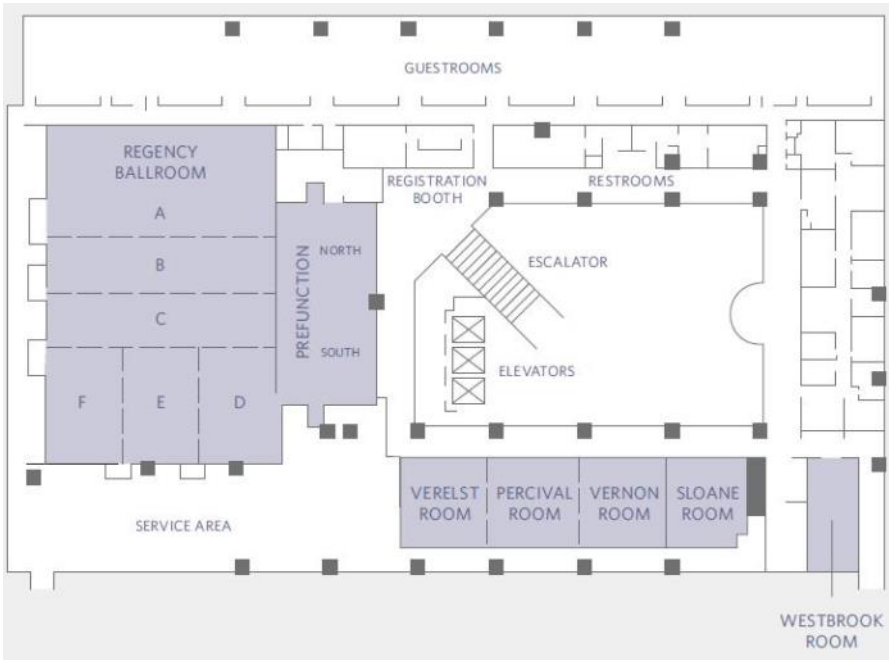 GUESTROOMS
REGENCY
BALLROOM
A
B
C
F
E
D
PREFUNCTION
NORTH
SOUTH
REGISTRATION
BOOTH
RESTROOMS
ESCALATOR
ELEVATORS
VERELST
ROOM
PERCIVAL
ROOM
VERNON
ROOM
SLOANE
ROOM
SERVICE AREA
WESTBROOK
ROOM